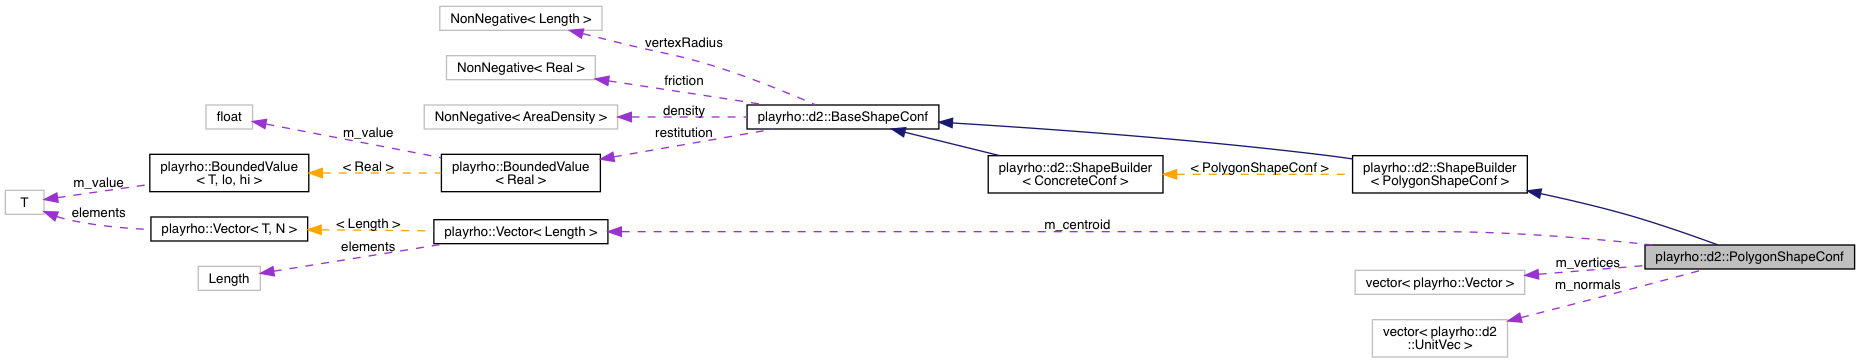 NonNegative< Length >
vertexRadius
NonNegative< Real >
friction
float
NonNegative< AreaDensity >
density
playrho::d2::BaseShapeConf
m_value
restitution
playrho::BoundedValue
< T, lo, hi >
< Real >
playrho::BoundedValue
< Real >
playrho::d2::ShapeBuilder
< ConcreteConf >
< PolygonShapeConf >
playrho::d2::ShapeBuilder
< PolygonShapeConf >
m_value
T
elements
playrho::Vector< T, N >
< Length >
playrho::Vector< Length >
m_centroid
elements
Length
playrho::d2::PolygonShapeConf
m_vertices
vector< playrho::Vector >
m_normals
vector< playrho::d2
::UnitVec >